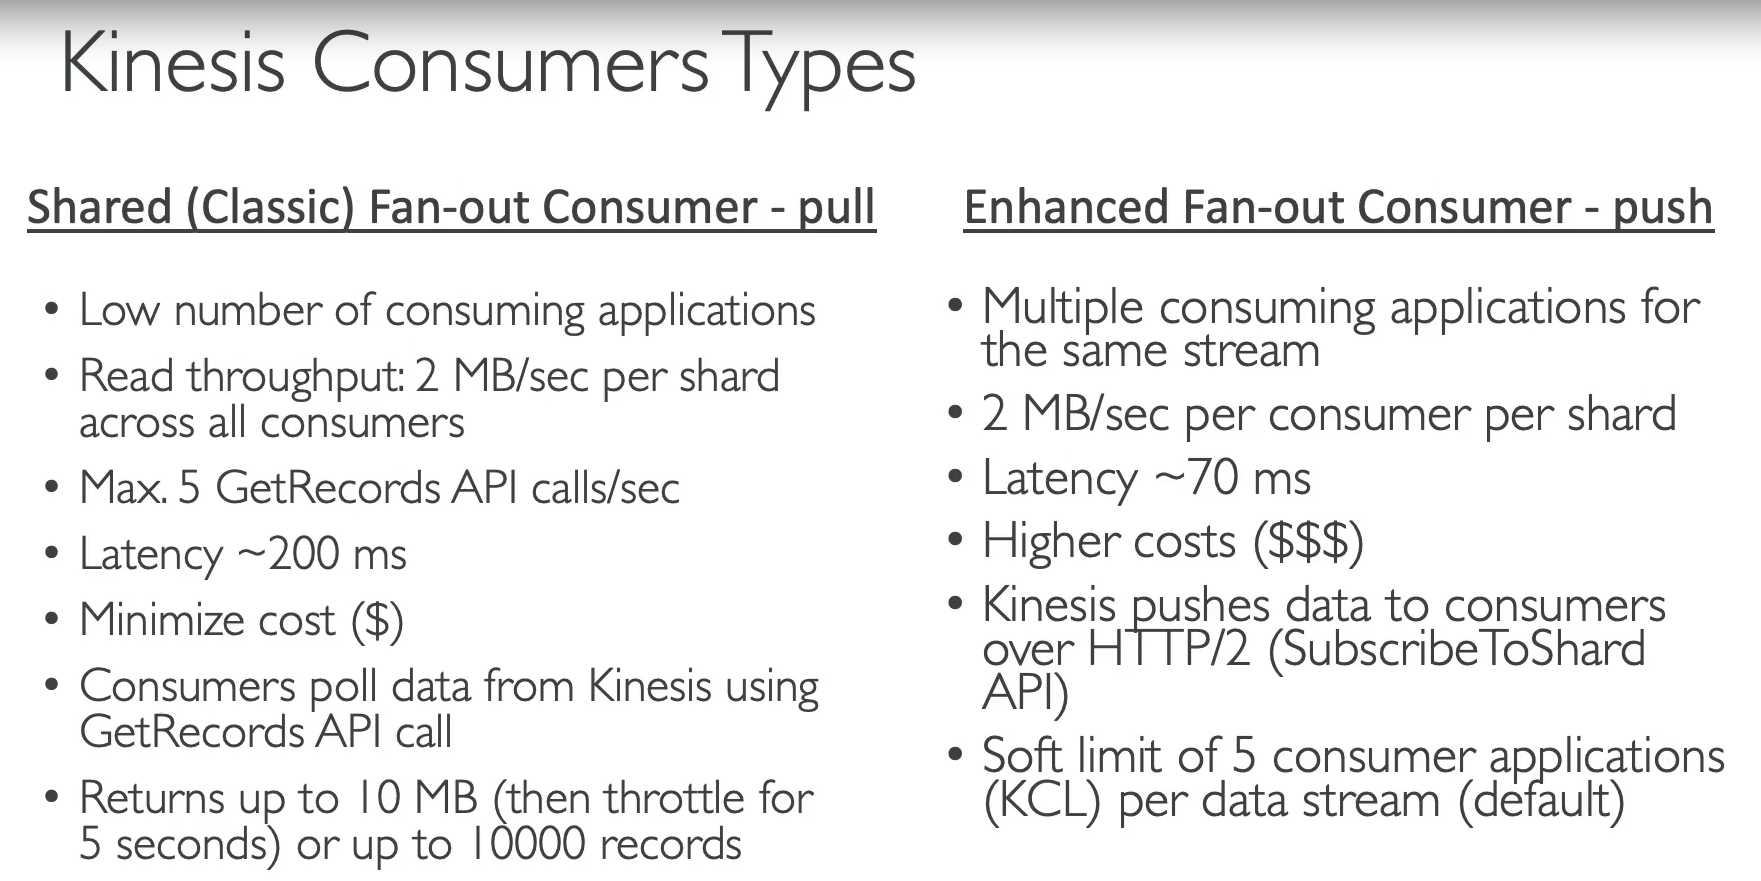 Kinesis Consumers Types
Shared (Classic) Fan-out Consumer - pull
• Low number of consuming applications
• Read throughput: 2 MB/sec per shard
across all consumers
• Max. 5 GetRecords API calls/sec
• Latency ~200 ms
• Minimize cost ($)
• Consumers poll data from Kinesis using
GetRecords API call
• Returns up to 10 MB (then throttle for
5 seconds) or up to 10000 records
Enhanced Fan-out Consumer - push
• Multiple consuming applications for
the same stream
• 2 MB/sec per consumer per shard
• Latency ~70 ms
• Higher costs ($$$)
• Kinesis pushes data to consumers
over HTTP/2 (SubscribeToShard
API)
• Soft limit of 5 consumer applications
(KCL) per data stream (default)